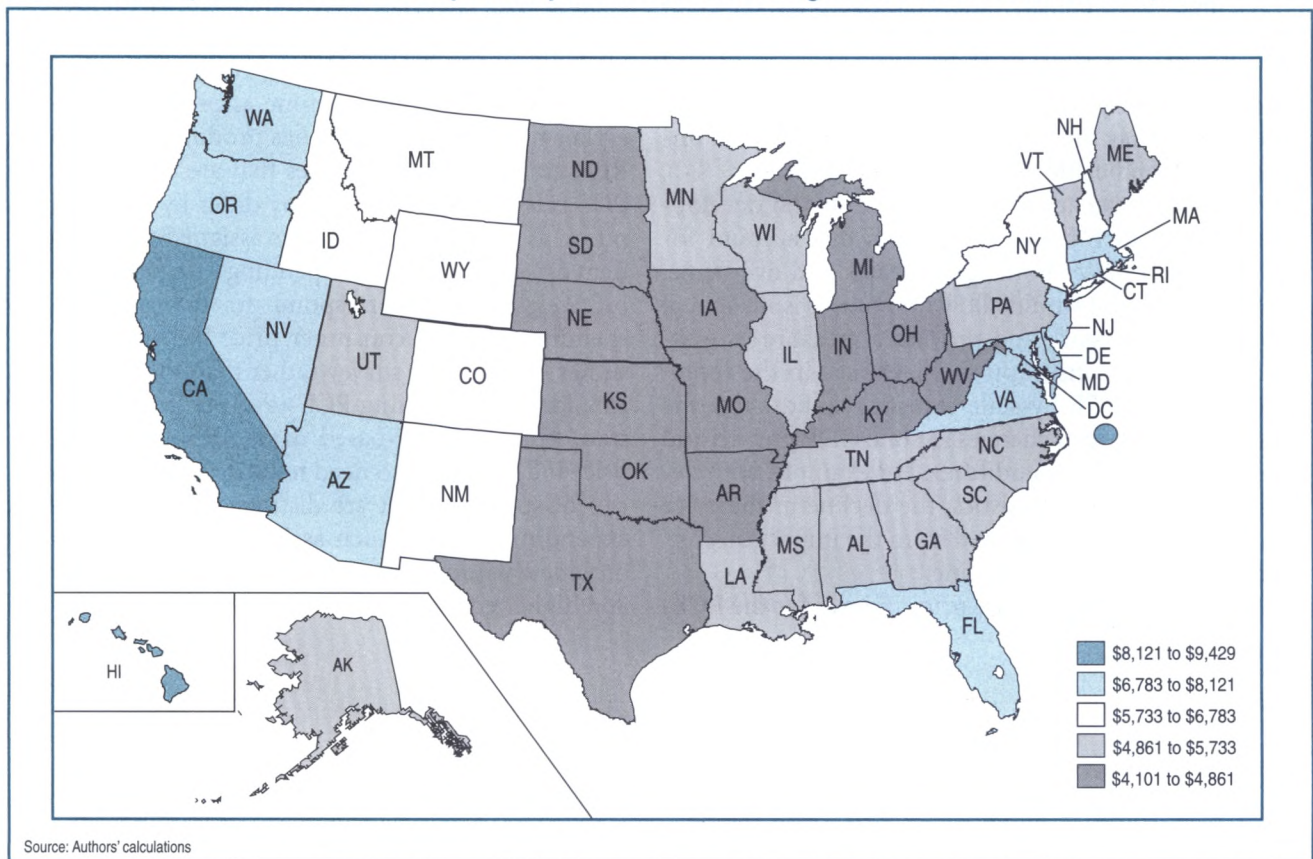 WA
MT
ND
MN
OR
ID
SD
WI
MI
WY
NV
UT
CO
NE
IA
IL
IN
OH
PA
NY
VT
NH
ME
MA
RI
CT
NJ
DE
MD
DC
CA
KS
MO
KY
WV
VA
AZ
NM
OK
AR
TN
NC
SC
TX
LA
MS
AL
GA
FL
HI
AK
$8,121 to $9,429
$6,783 to $8,121
$5,733 to $6,783
$4,861 to $5,733
$4,101 to $4,861
Source: Authors' calculations